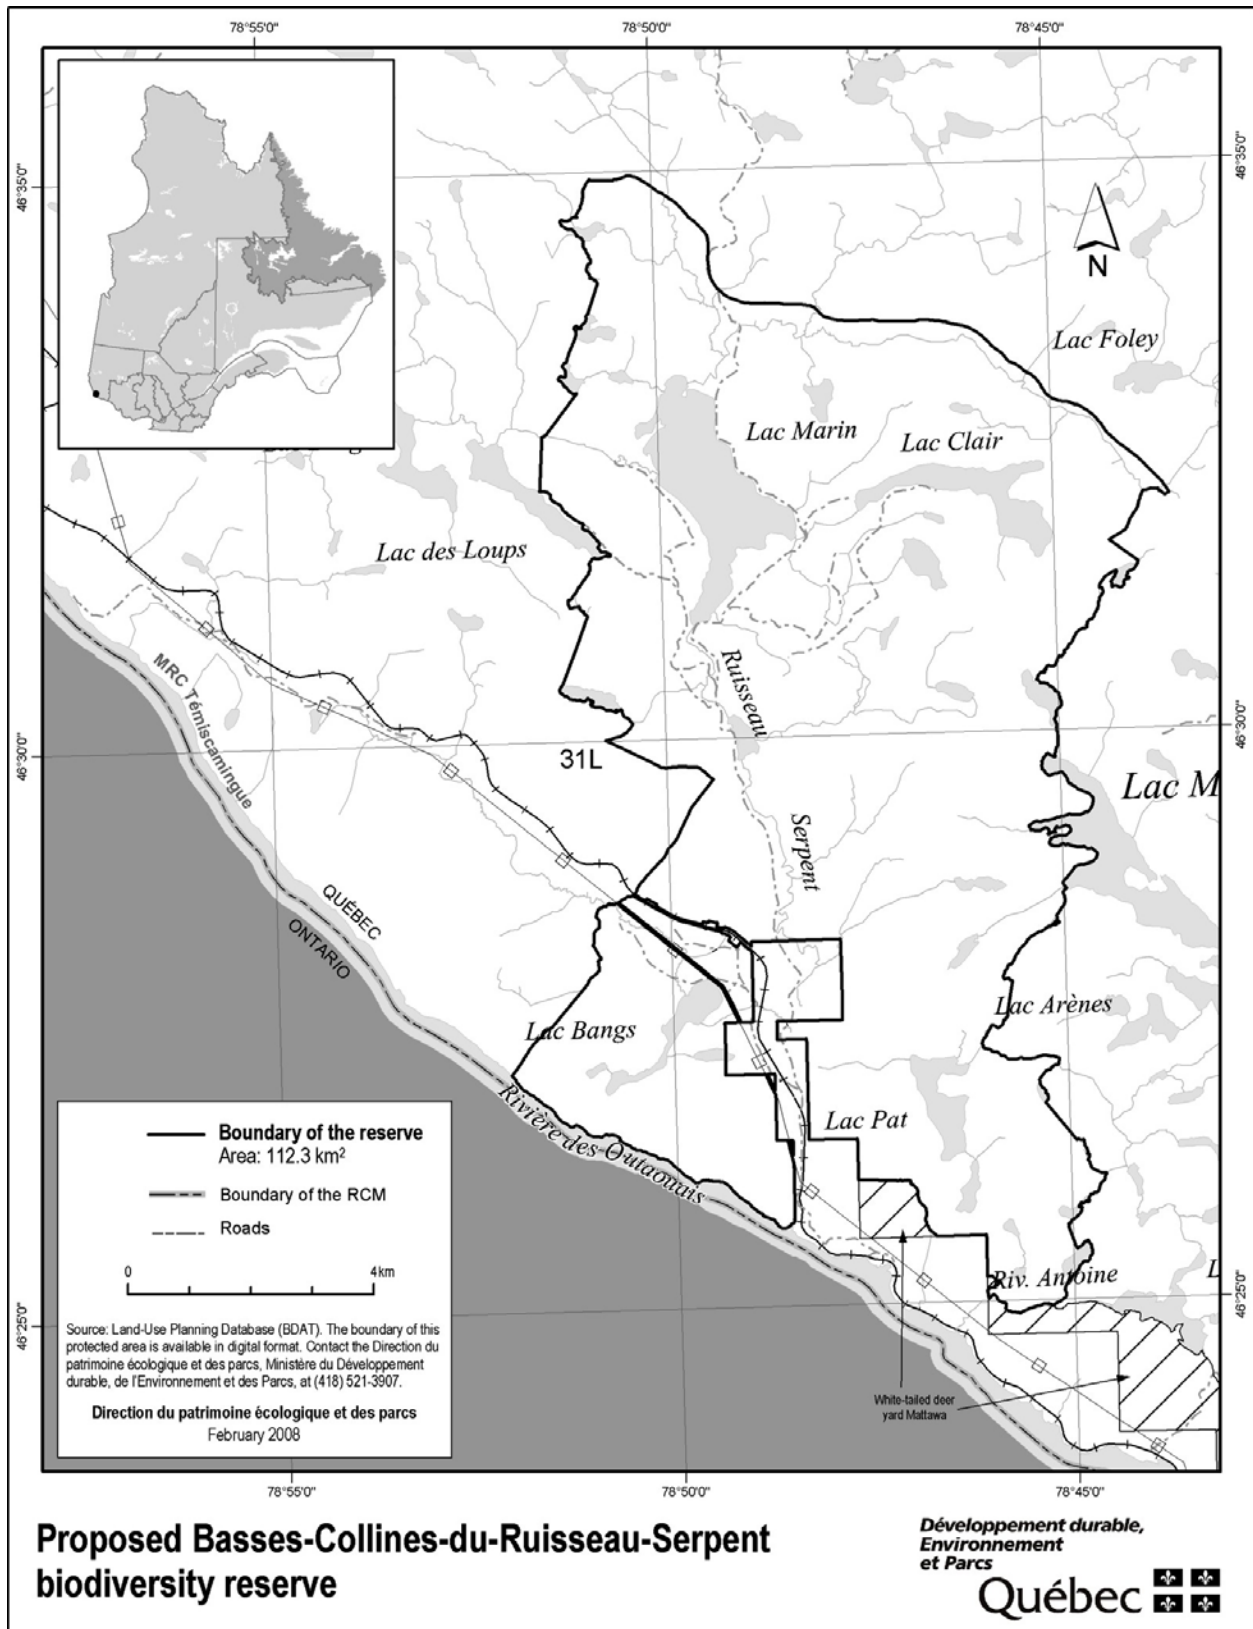 78°55'0"
78°50'0"
78°45'0"
46°35'0"
46°35'0"
N
Lac Foley
Lac Marin
Lac Clair
Lac des Loups
MRC Témiscamingue
Ruisseau
Serpent
46°30'0"
46°30'0"
31L
Lac M
QUÉBEC
ONTARIO
Lac Arènes
Lac Bangs
Rivière des Outaouais
Lac Pat
Riv. Antoine
L
46°25'0"
46°25'0"
White-tailed deer
yard Mattawa
Boundary of the reserve
Area: 112.3 km²
Boundary of the RCM
Roads
0 4km
Source: Land-Use Planning Database (BDAT). The boundary of this
protected area is available in digital format. Contact the Direction du
patrimoine écologique et des parcs, Ministère du Développement
durable, de l'Environnement et des Parcs, at (418) 521-3907.
Direction du patrimoine écologique et des parcs
February 2008
78°55'0"
78°50'0"
78°45'0"
Proposed Basses-Collines-du-Ruisseau-Serpent
biodiversity reserve
Développement durable,
Environnement
et Parcs
Québec